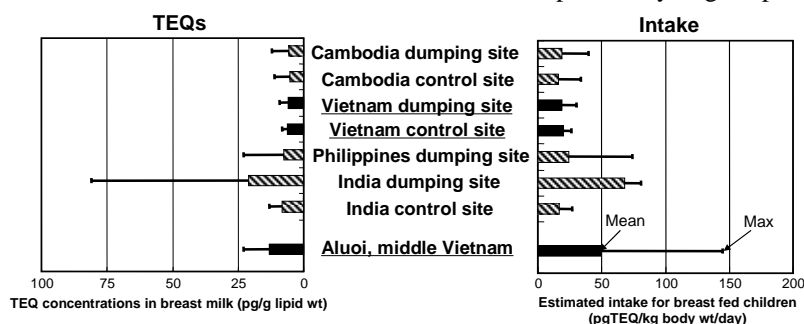 TEQs
Intake
Cambodia dumping site
Cambodia control site
Vietnam dumping site
Vietnam control site
Philippines dumping site
India dumping site
India control site
Mean
Max
Aluoi, middle Vietnam
100 75 50 25 0
0 50 100 150 200
TEQ concentrations in breast milk (pg/g lipid wt)
Estimated intake for breast fed children
(pgTEQ/kg body wt/day)